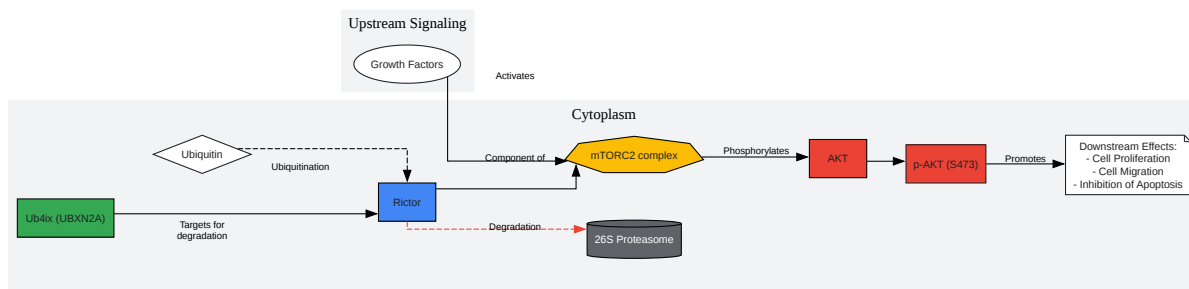 Upstream Signaling
Growth Factors
Activates
Cytoplasm
Ubiquitin
Ubiquitination
Component of
mTORC2 complex
Phosphorylates
AKT
p-AKT (S473)
Promotes
Downstream Effects:
- Cell Proliferation
- Cell Migration
- Inhibition of Apoptosis
Rictor
Ub4ix (UBXN2A)
Targets for
degradation
Degradation
26S Proteasome